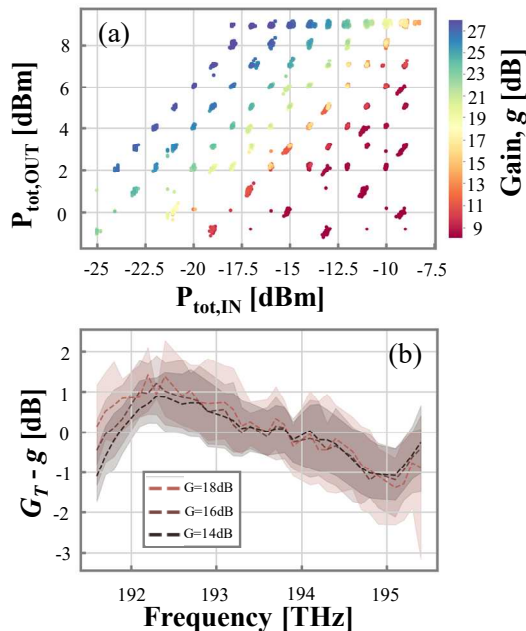 (a)
P_tot,OUT [dBm]
8
6
4
2
0
-25 -22.5 -20 -17.5 -15 -12.5 -10 -7.5
P_tot,IN [dBm]
27
25
23
21
19
17
15
13
11
9
Gain, g [dB]
(b)
G_T - g [dB]
2
1
0
-1
-2
-3
G=18dB
G=16dB
G=14dB
192 193 194 195
Frequency [THz]